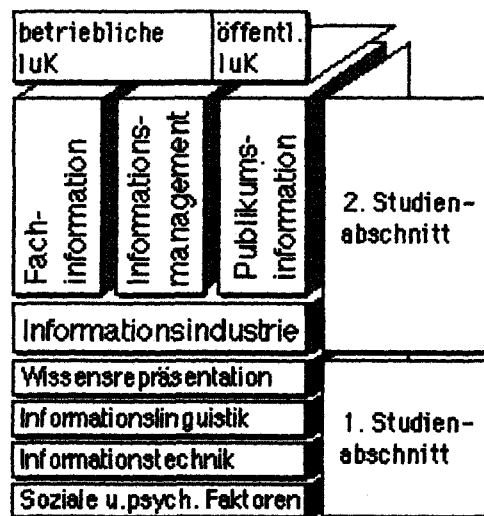 betriebliche
IuK
öffentl.
IuK
Fach-
information
Informations-
management
Publikums-
information
2. Studien-
abschnitt
Informationsindustrie
Wissensrepräsentation
Informationslinguistik
Informationstechnik
Soziale u.psych. Faktoren
1. Studien-
abschnitt